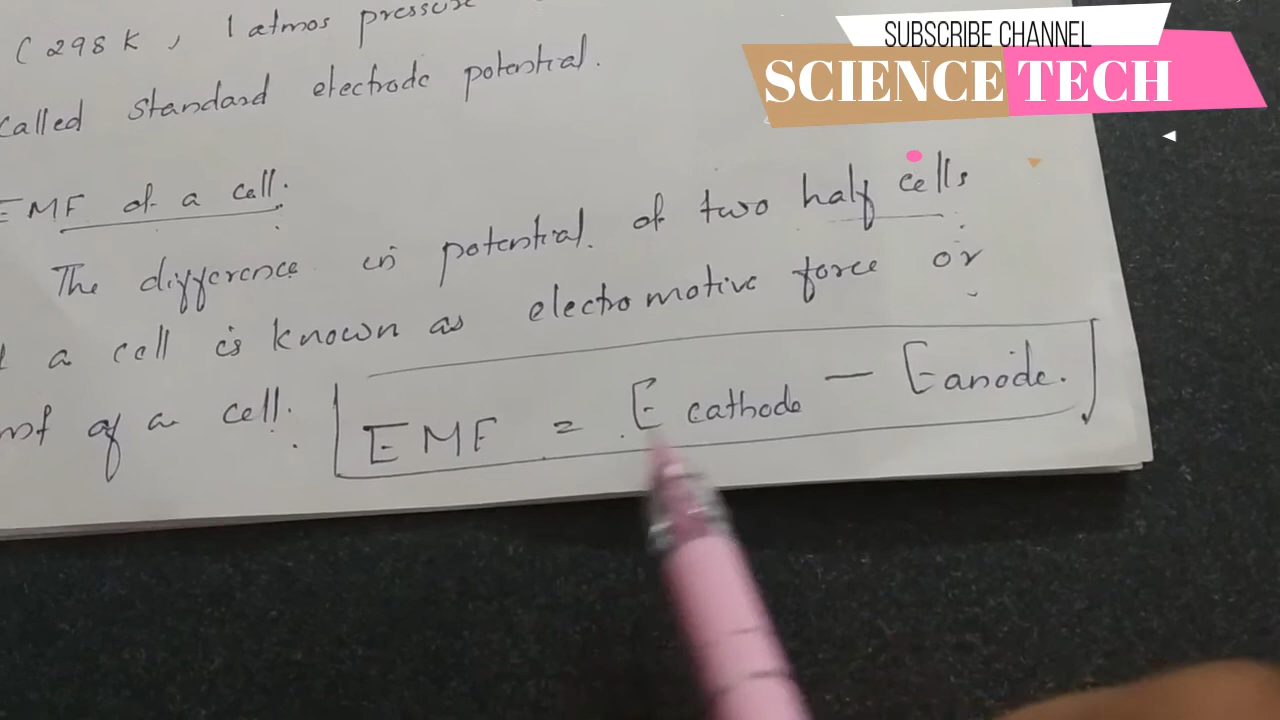 SUBSCRIBE CHANNEL
SCIENCE TECH
(298K, 1 atmos pressure
called standard electrode potential.
EMF of a cell.
The difference in potential of two half cells
a cell is known as electromotive force or
of a cell.
EMF = E cathode — E anode.